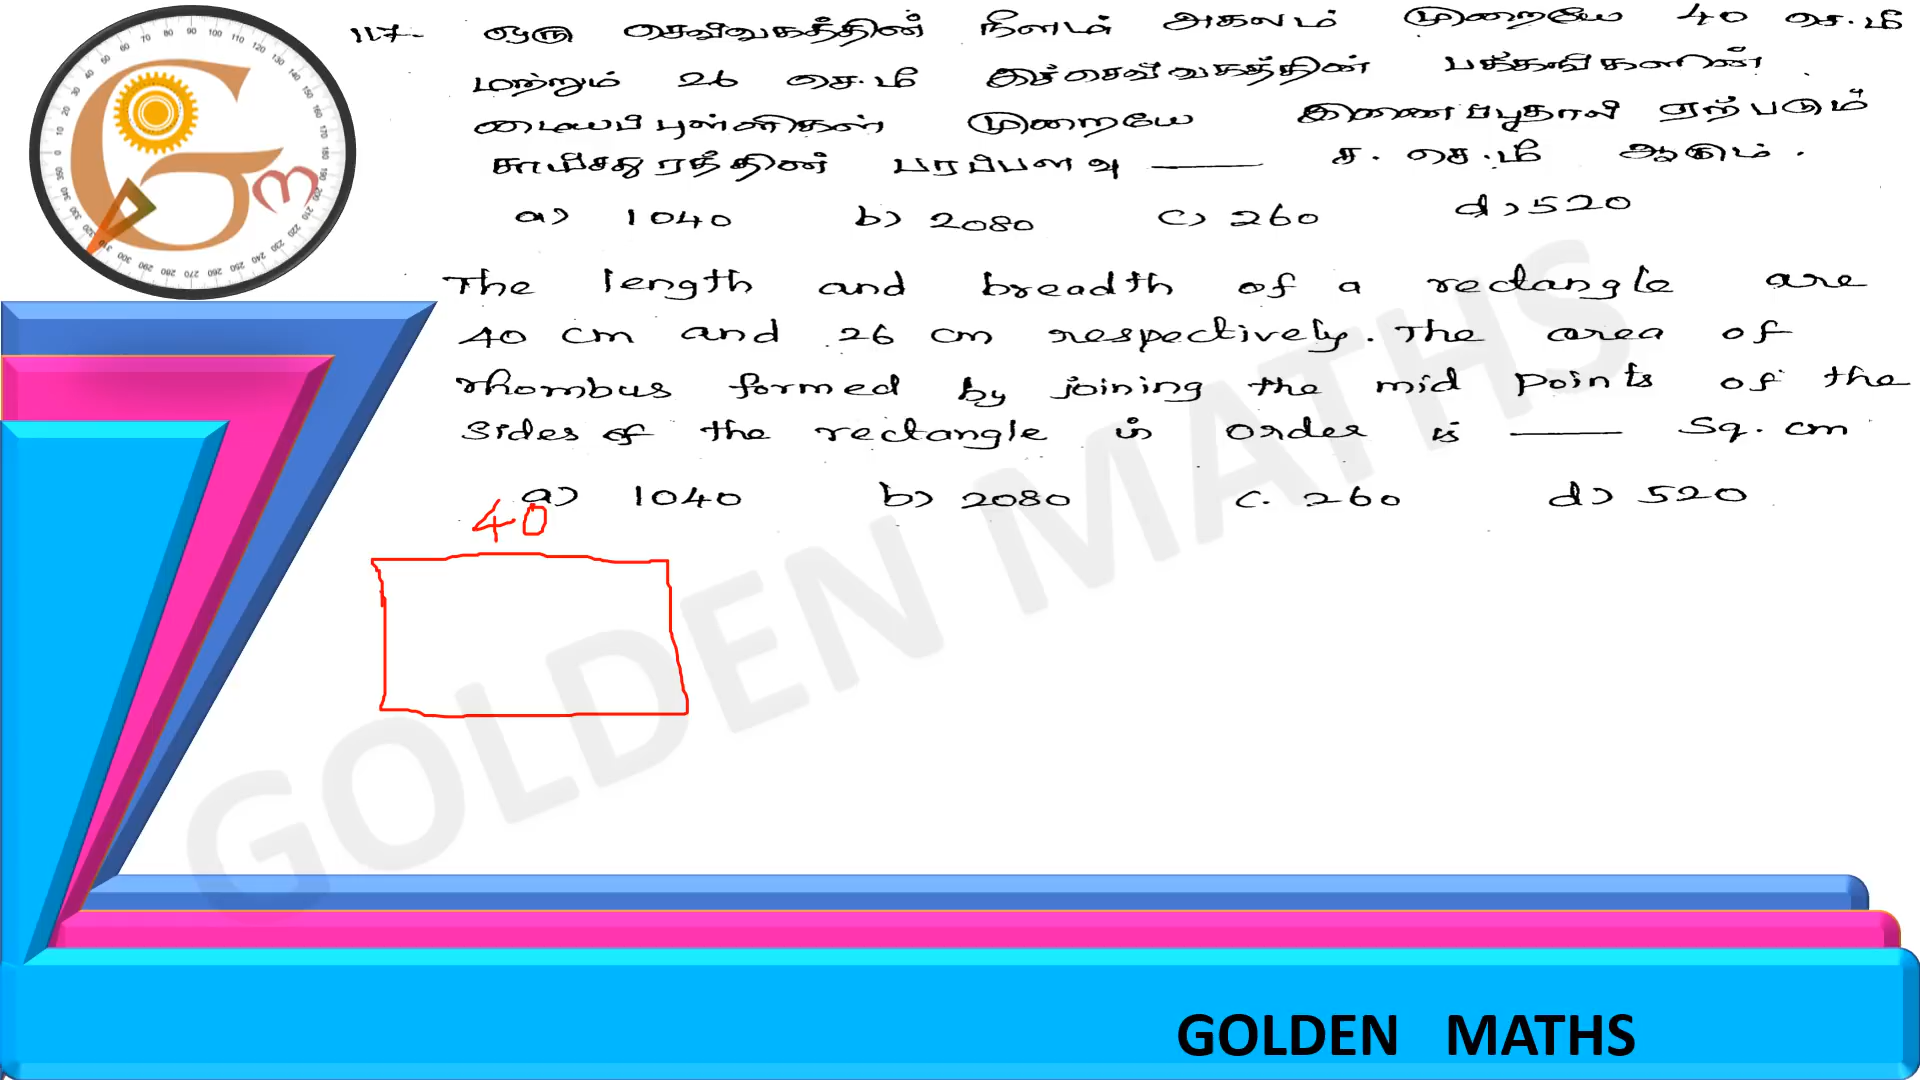 117. ஒரு செவ்வகத்தின் நீளம் அகலம் முறையே 40 செ.மீ
மற்றும் 26 செ.மீ இச்செவ்வகத்தின் பக்கங்களின்
மையப்புள்ளிகள் முறையே இணைப்பதால் ஏற்படும்
சாய்சதுரத்தின் பரப்பளவு ___ ச. செ.மீ ஆகும்.
a) 1040 b) 2080 c) 260 d) 520
The length and breadth of a rectangle are
40 cm and 26 cm respectively. The area of
rhombus formed by joining the mid points of the
sides of the rectangle in order is ___ Sq. cm
a) 1040 b) 2080 c. 260 d) 520
40
GOLDEN MATHS
GOLDEN MATHS